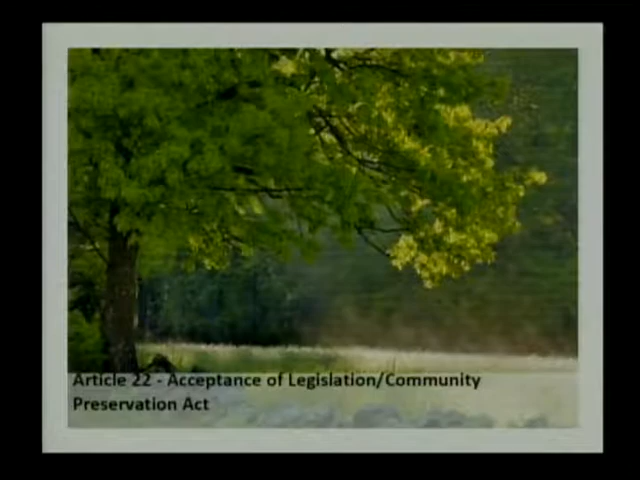 Article 22 - Acceptance of Legislation/Community
Preservation Act